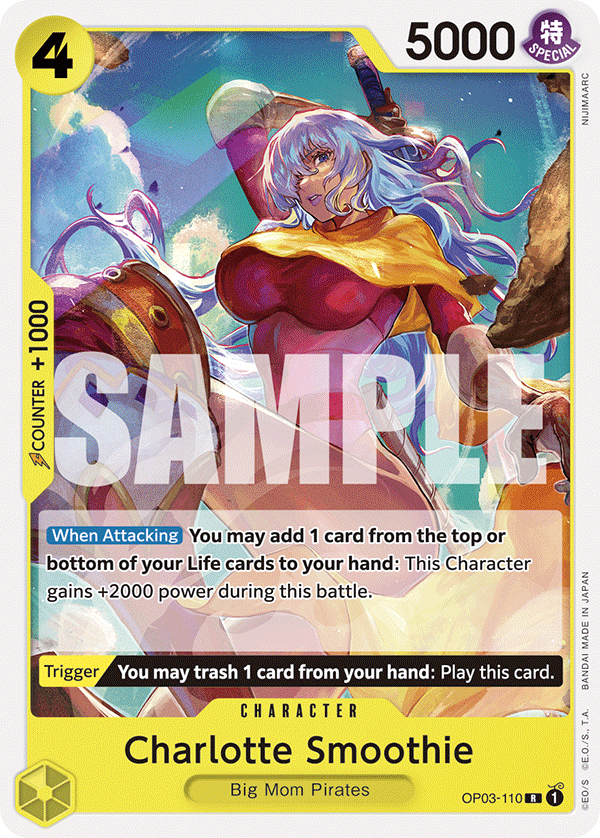 4
5000
特
SPECIAL
NIJIMAARC
COUNTER +1000
SAMPLE
When Attacking You may add 1 card from the top or
bottom of your Life cards to your hand: This Character
gains +2000 power during this battle.
Trigger You may trash 1 card from your hand: Play this card.
CHARACTER
Charlotte Smoothie
Big Mom Pirates
OP03-110 R 1
©E.O/S ©E.O./S., T.A. BANDAI MADE IN JAPAN